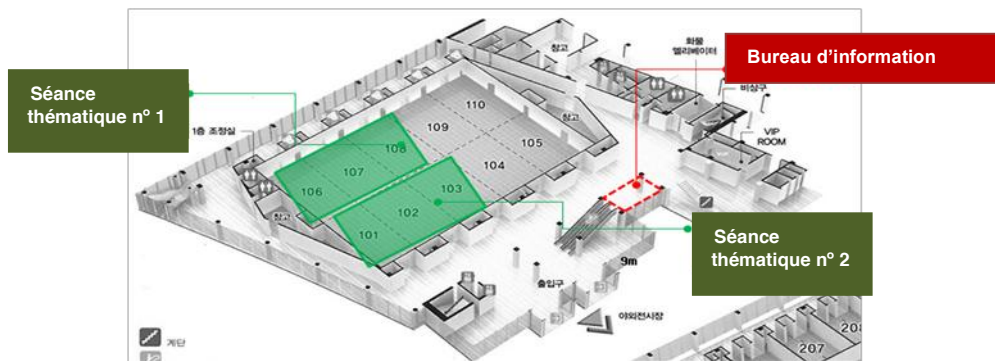 창고
화물
엘리베이터
Bureau d’information
비상구
Séance
thématique nº 1
110
창고
1층 조정실
109
105
VIP
ROOM
108
107
104
106
103
창고
102
101
Séance
thématique nº 2
9m
출입구
야외전시장
계단
207
208